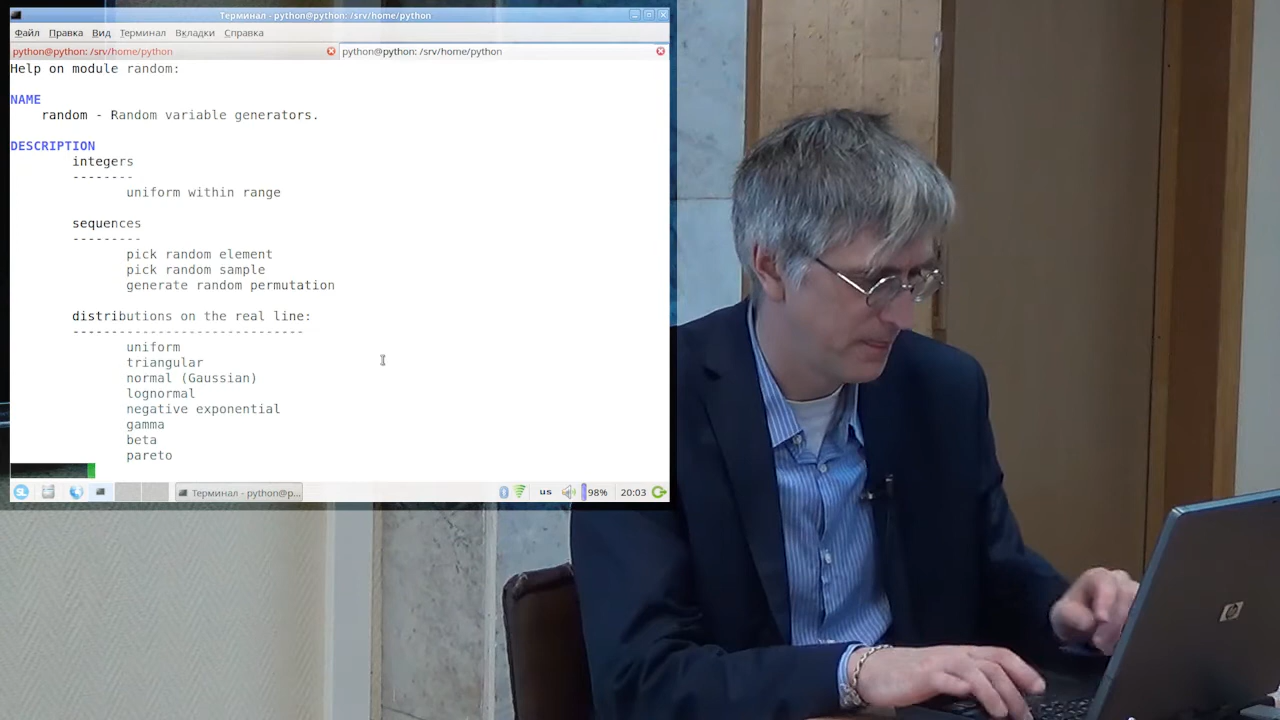 Терминал - python@python: /srv/home/python
Файл Правка Вид Терминал Вкладки Справка
python@python: /srv/home/python python@python: /srv/home/python
Help on module random:
NAME
random - Random variable generators.
DESCRIPTION
integers
--------
uniform within range
sequences
---------
pick random element
pick random sample
generate random permutation
distributions on the real line:
------------------------------
uniform
triangular
normal (Gaussian)
lognormal
negative exponential
gamma
beta
pareto
Терминал - python@p... us 98% 20:03
hp